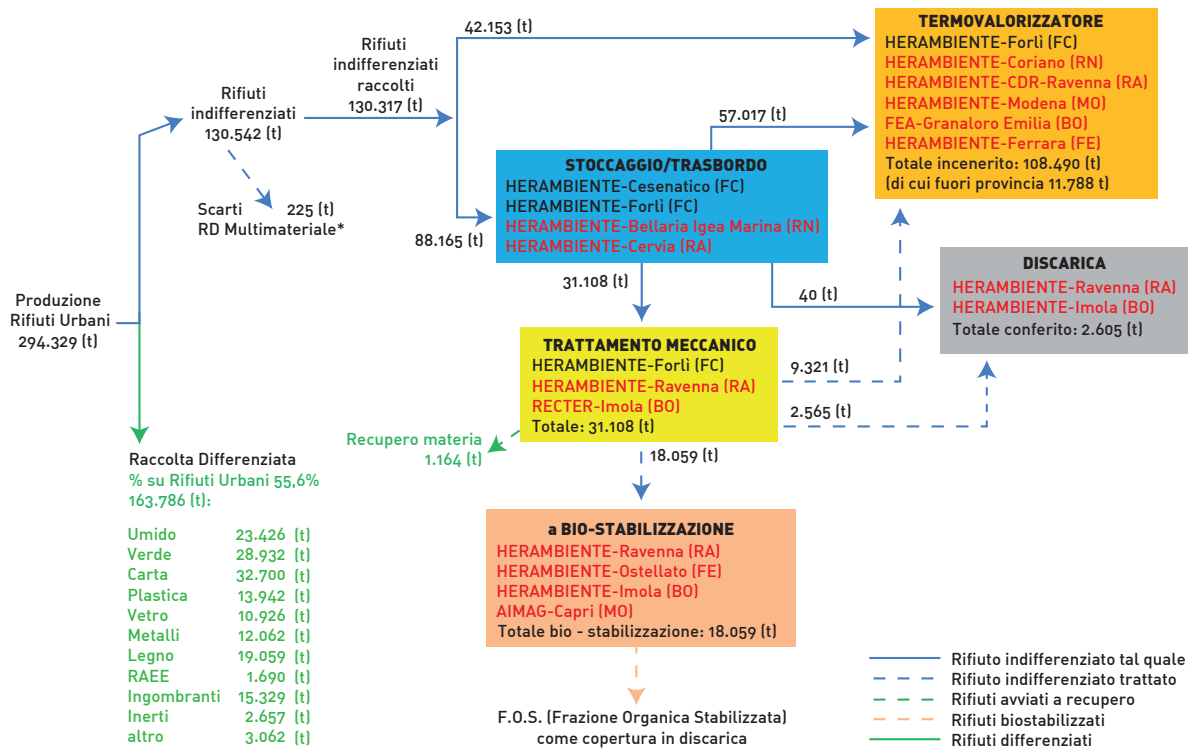 42.153 (t)
Rifiuti
indifferenziati
raccolti
130.317 (t)
Rifiuti
indifferenziati
130.542 (t)
Scarti 225 (t)
RD Multimateriale*
88.165 (t)
57.017 (t)
TERMOVALORIZZATORE
HERAMBIENTE-Forlì (FC)
HERAMBIENTE-Coriano (RN)
HERAMBIENTE-CDR-Ravenna (RA)
HERAMBIENTE-Modena (MO)
FEA-Granaloro Emilia (BO)
HERAMBIENTE-Ferrara (FE)
Totale incenerito: 108.490 (t)
(di cui fuori provincia 11.788 t)
STOCCAGGIO/TRASBORDO
HERAMBIENTE-Cesenatico (FC)
HERAMBIENTE-Forlì (FC)
HERAMBIENTE-Bellaria Igea Marina (RN)
HERAMBIENTE-Cervia (RA)
31.108 (t)
40 (t)
DISCARICA
HERAMBIENTE-Ravenna (RA)
HERAMBIENTE-Imola (BO)
Totale conferito: 2.605 (t)
Produzione
Rifiuti Urbani
294.329 (t)
TRATTAMENTO MECCANICO
HERAMBIENTE-Forlì (FC)
HERAMBIENTE-Ravenna (RA)
RECTER-Imola (BO)
Totale: 31.108 (t)
9.321 (t)
2.565 (t)
Recupero materia
1.164 (t)
18.059 (t)
Raccolta Differenziata
% su Rifiuti Urbani 55,6%
163.786 (t):
Umido 23.426 (t)
Verde 28.932 (t)
Carta 32.700 (t)
Plastica 13.942 (t)
Vetro 10.926 (t)
Metalli 12.062 (t)
Legno 19.059 (t)
RAEE 1.690 (t)
Ingombranti 15.329 (t)
Inerti 2.657 (t)
altro 3.062 (t)
a BIO-STABILIZZAZIONE
HERAMBIENTE-Ravenna (RA)
HERAMBIENTE-Ostellato (FE)
HERAMBIENTE-Imola (BO)
AIMAG-Capri (MO)
Totale bio - stabilizzazione: 18.059 (t)
F.O.S. (Frazione Organica Stabilizzata)
come copertura in discarica
Rifiuto indifferenziato tal quale
Rifiuto indifferenziato trattato
Rifiuti avviati a recupero
Rifiuti biostabilizzati
Rifiuti differenziati